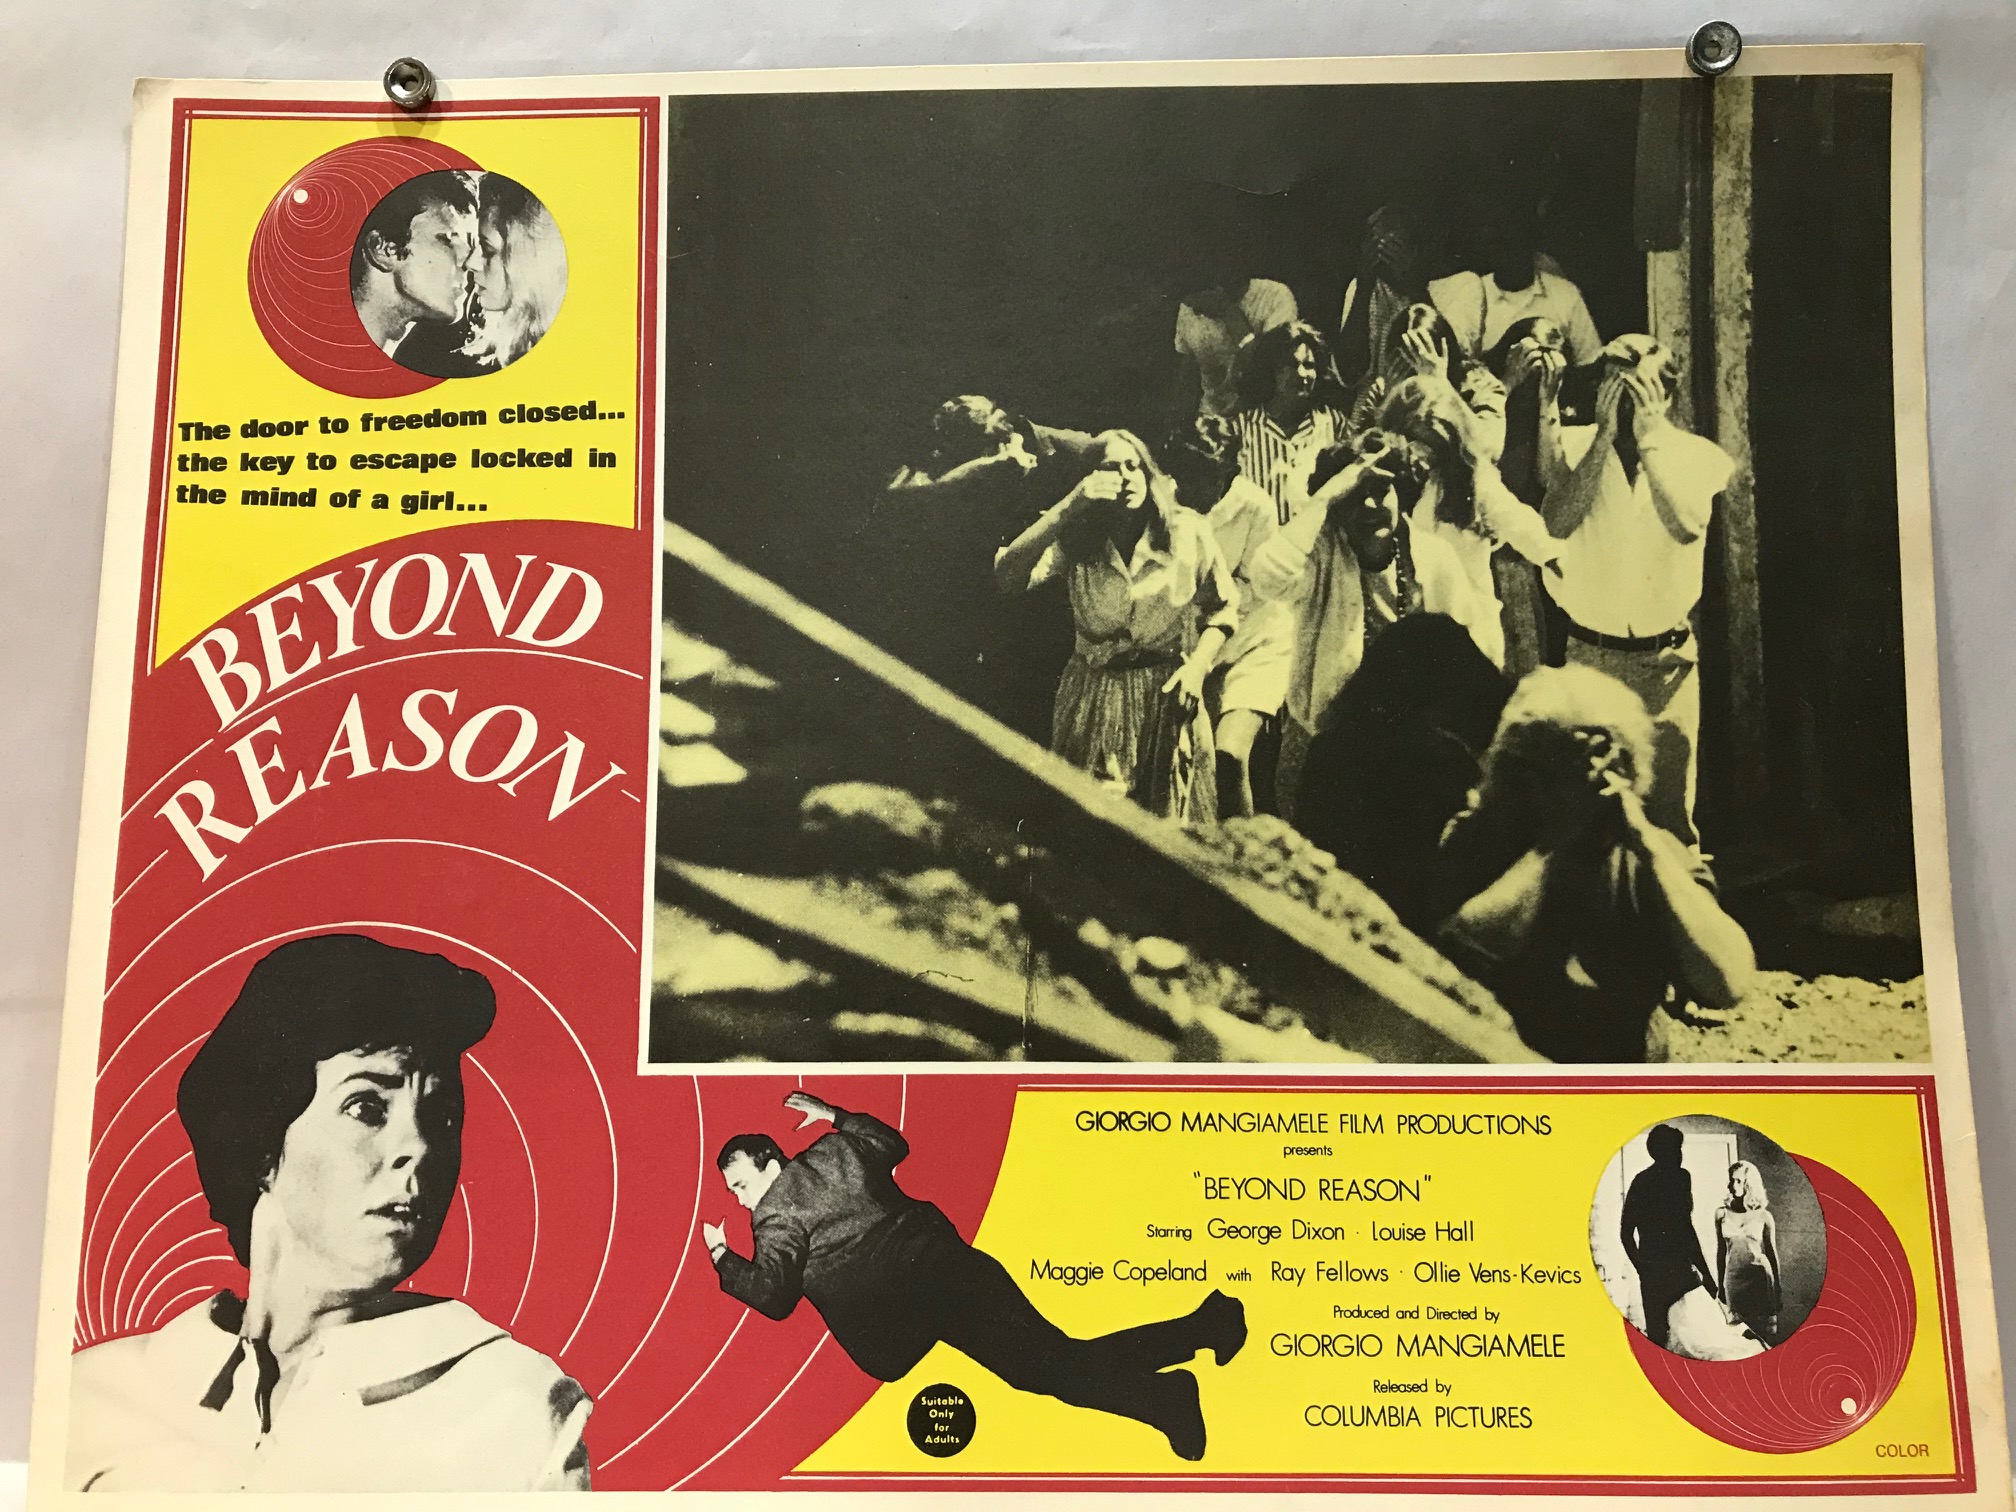 The door to freedom closed...
the key to escape locked in
the mind of a girl...
BEYOND
REASON
GIORGIO MANGIAMELE FILM PRODUCTIONS
presents
"BEYOND REASON"
Starring George Dixon · Louise Hall
Maggie Copeland with Ray Fellows · Ollie Vens-Kevics
Produced and Directed by
GIORGIO MANGIAMELE
Released by
COLUMBIA PICTURES
Suitable
Only
for
Adults
COLOR